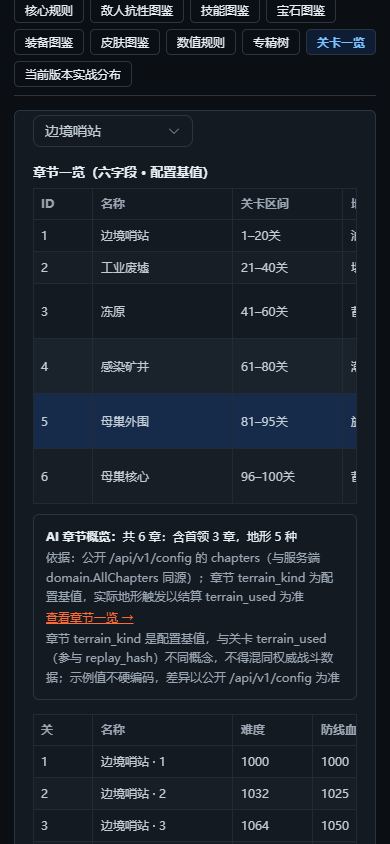 核心规则 敌人抗性图鉴 技能图鉴 宝石图鉴
装备图鉴 皮肤图鉴 数值规则 专精树 关卡一览
当前版本实战分布
边境哨站
章节一览（六字段 • 配置基值）
ID 名称 关卡区间
1 边境哨站 1–20关
2 工业废墟 21–40关
3 冻原 41–60关
4 感染矿井 61–80关
5 母巢外围 81–95关
6 母巢核心 96–100关
AI 章节概览：共 6 章：含首领 3 章，地形 5 种
依据：公开 /api/v1/config 的 chapters（与服务端
domain.AllChapters 同源）；章节 terrain_kind 为配
置基值，实际地形触发以结算 terrain_used 为准
查看章节一览 →
章节 terrain_kind 是配置基值，与关卡 terrain_used
（参与 replay_hash）不同概念，不得混同权威战斗数
据；示例值不硬编码，差异以公开 /api/v1/config 为准
关 名称 难度 防线血
1 边境哨站 · 1 1000 1000
2 边境哨站 · 2 1032 1025
3 边境哨站 · 3 1064 1050